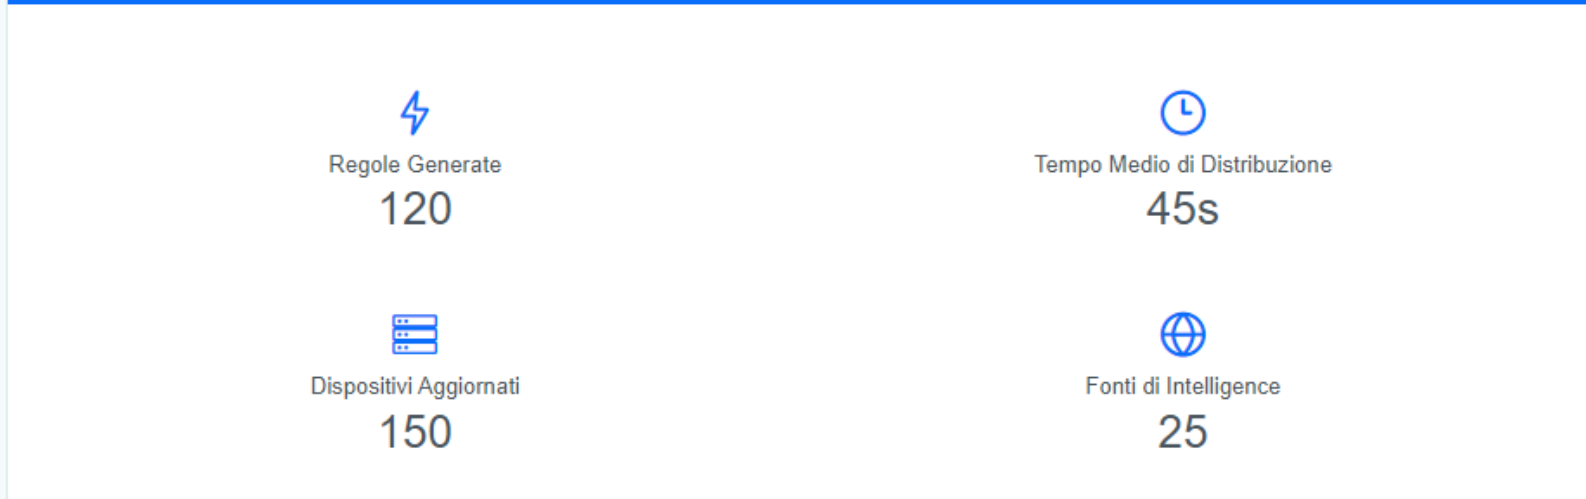 Regole Generate
120
Tempo Medio di Distribuzione
45s
Dispositivi Aggiornati
150
Fonti di Intelligence
25